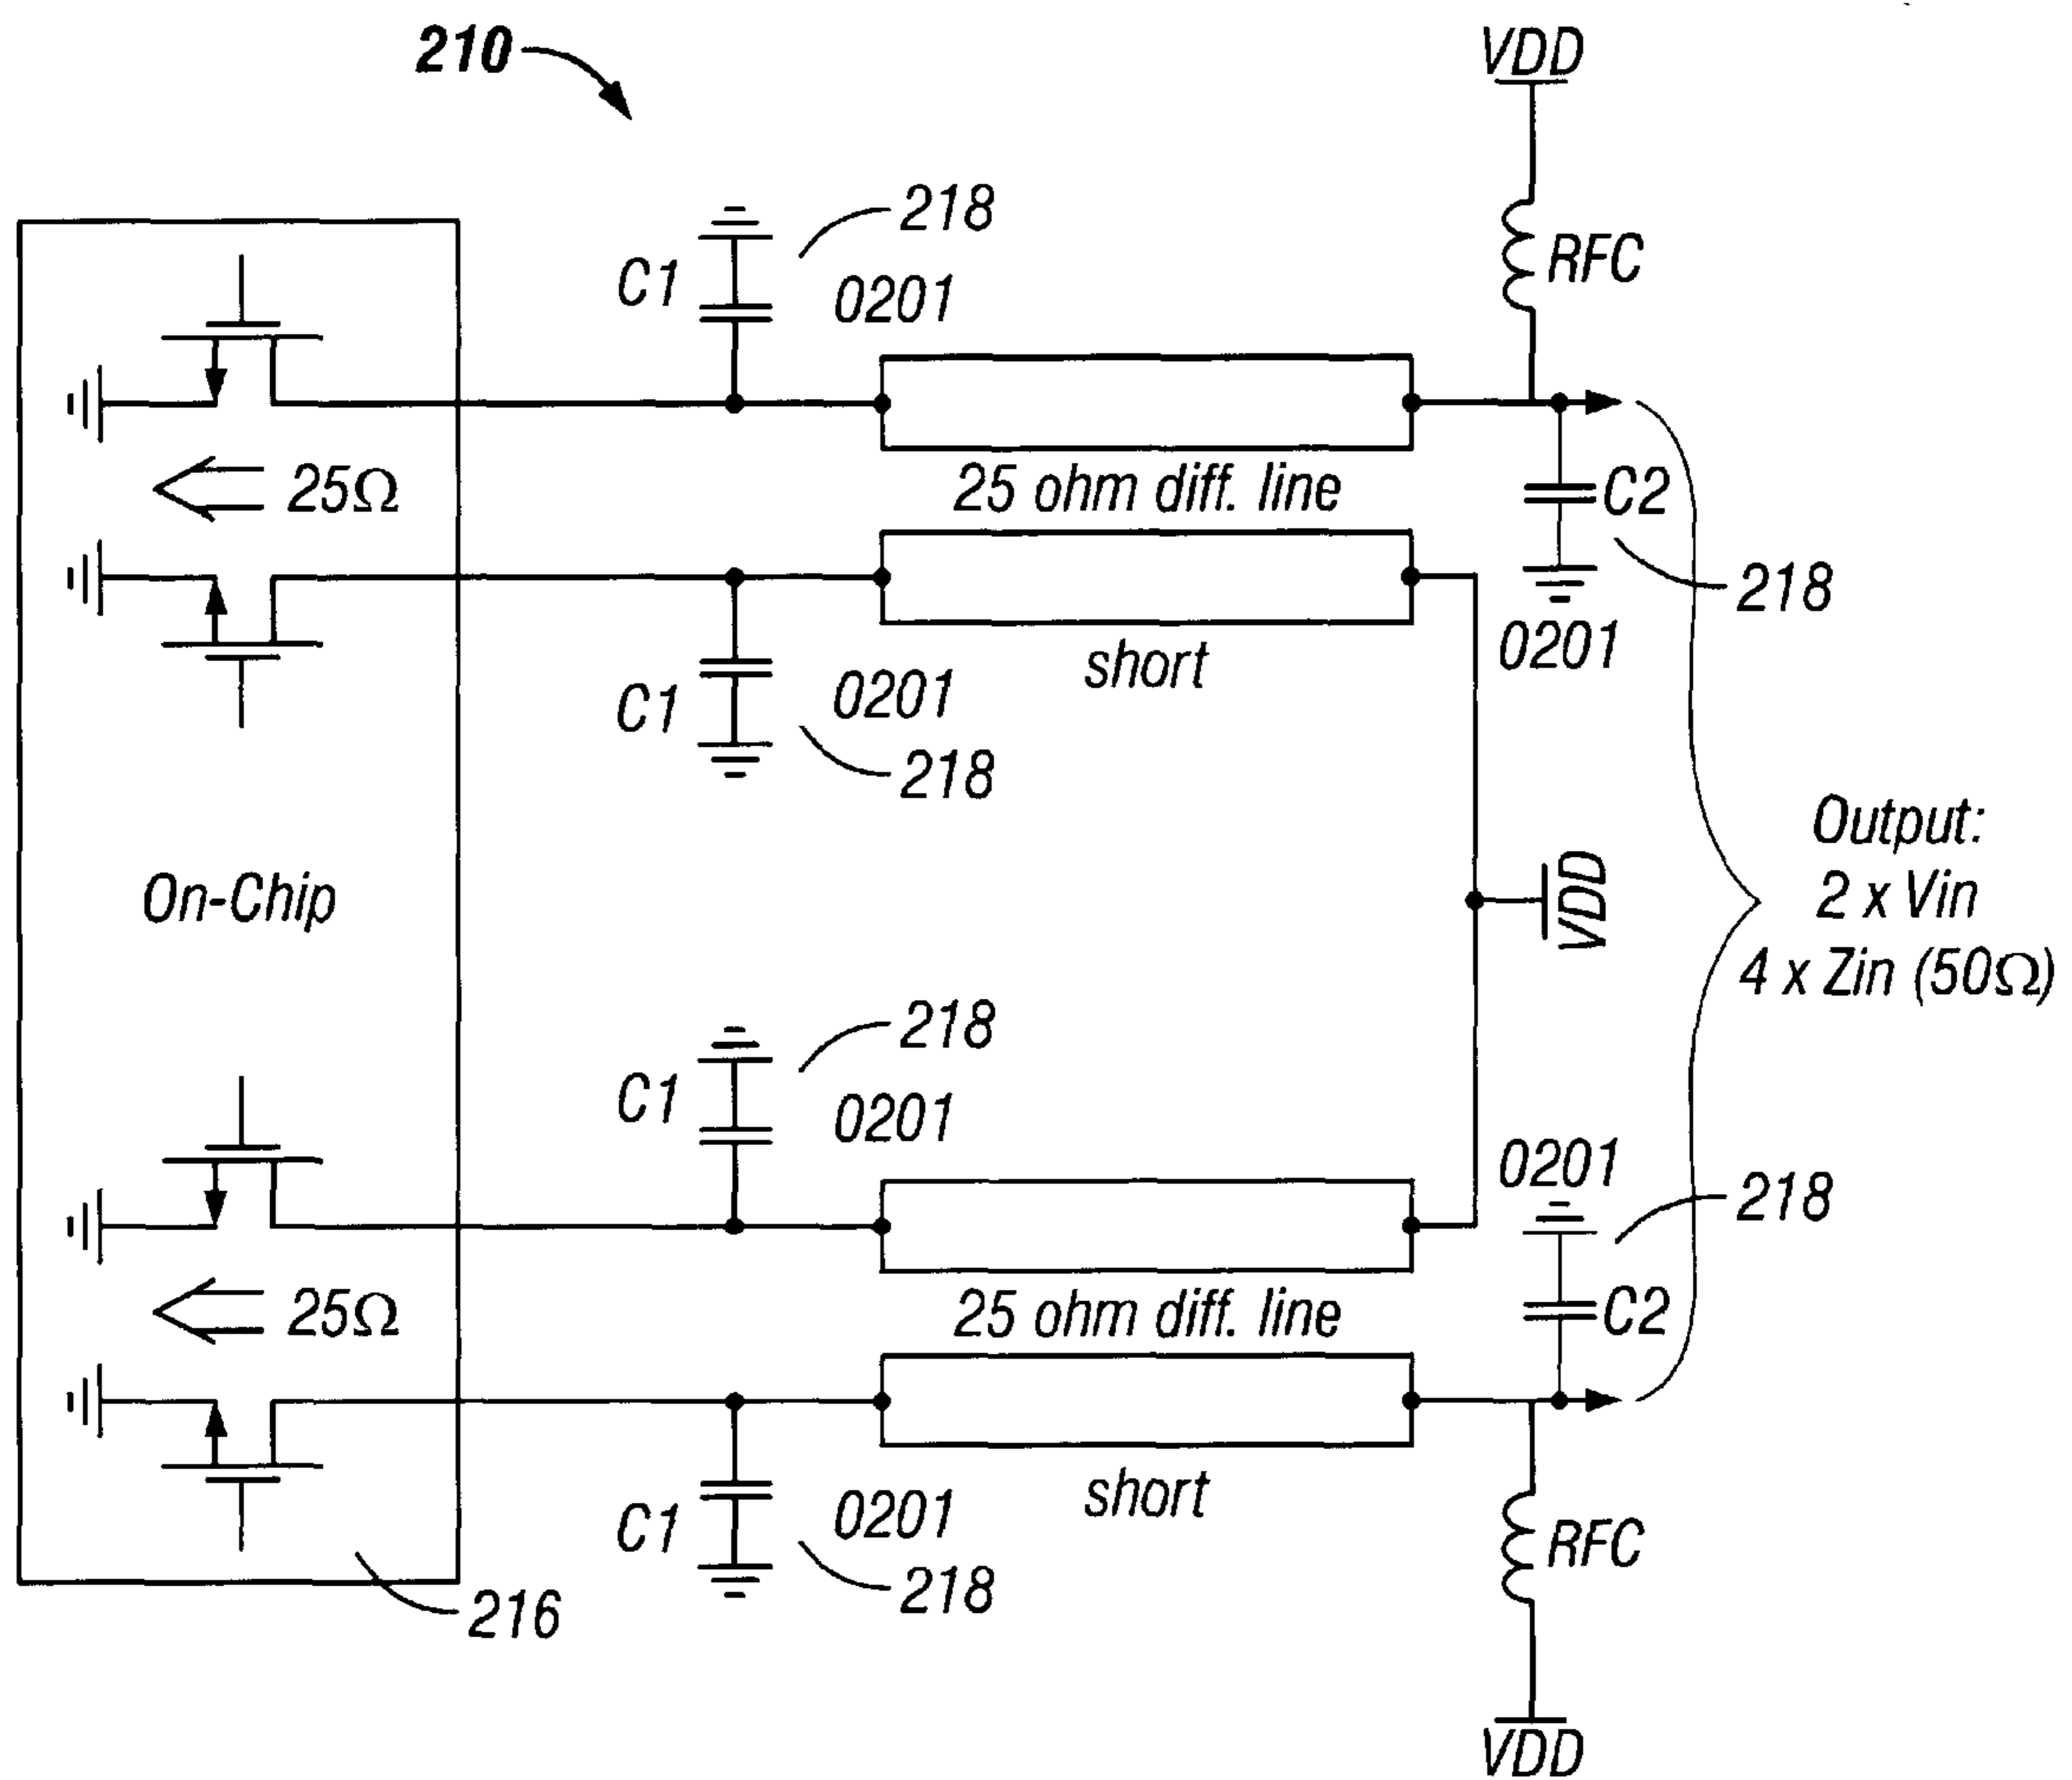 210
VDD
218
C1
0201
RFC
25Ω
25 ohm diff. line
C2
218
short
0201
C1
0201
218
On-Chip
VDD
Output:
2 x Vin
4 x Zin (50Ω)
218
C1
0201
0201
218
25Ω
25 ohm diff. line
C2
short
C1
0201
218
RFC
216
VDD